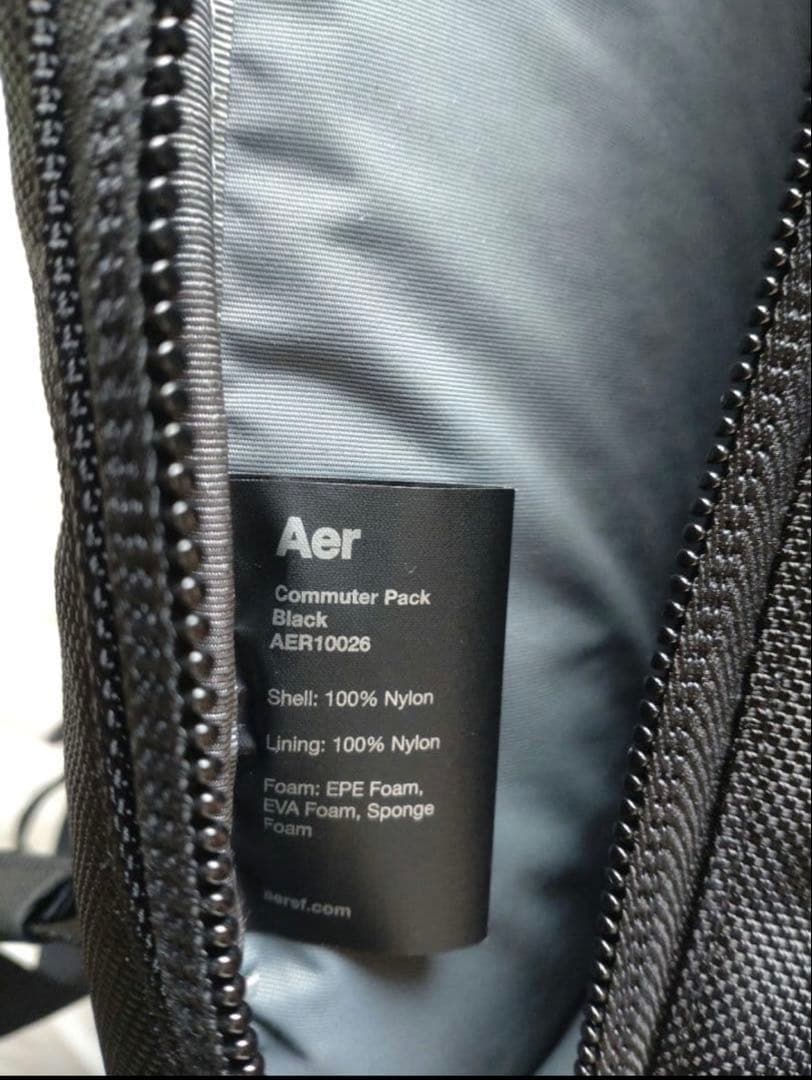 Aer
Commuter Pack
Black
AER10026
Shell: 100% Nylon
Lining: 100% Nylon
Foam: EPE Foam,
EVA Foam, Sponge
Foam
aersf.com